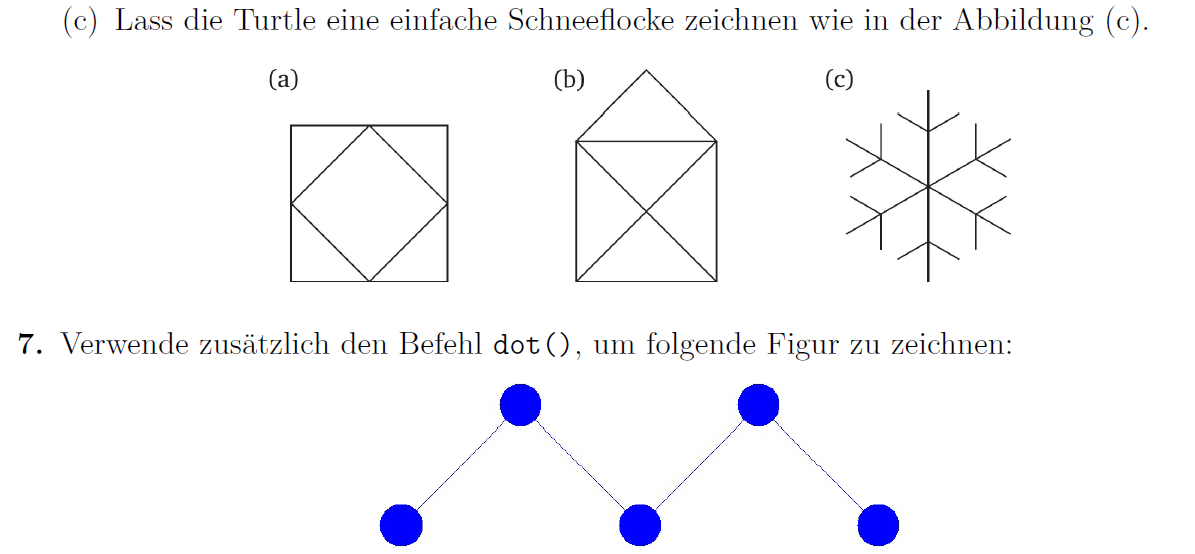 (c) Lass die Turtle eine einfache Schneeflocke zeichnen wie in der Abbildung (c).
(a) (b) (c)
7. Verwende zusätzlich den Befehl dot(), um folgende Figur zu zeichnen: